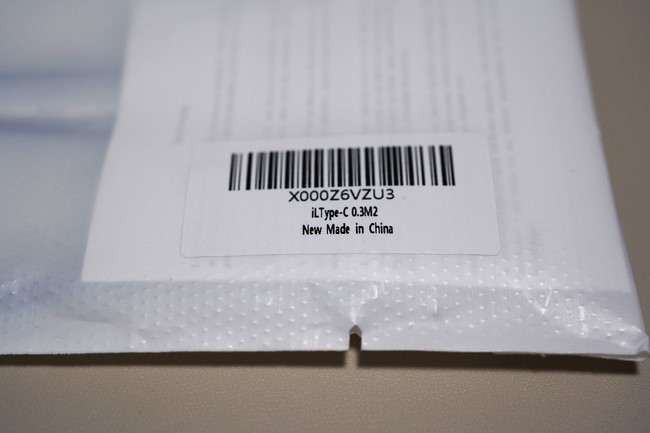 X000Z6VZU3
iLType-C 0.3M2
New Made in China